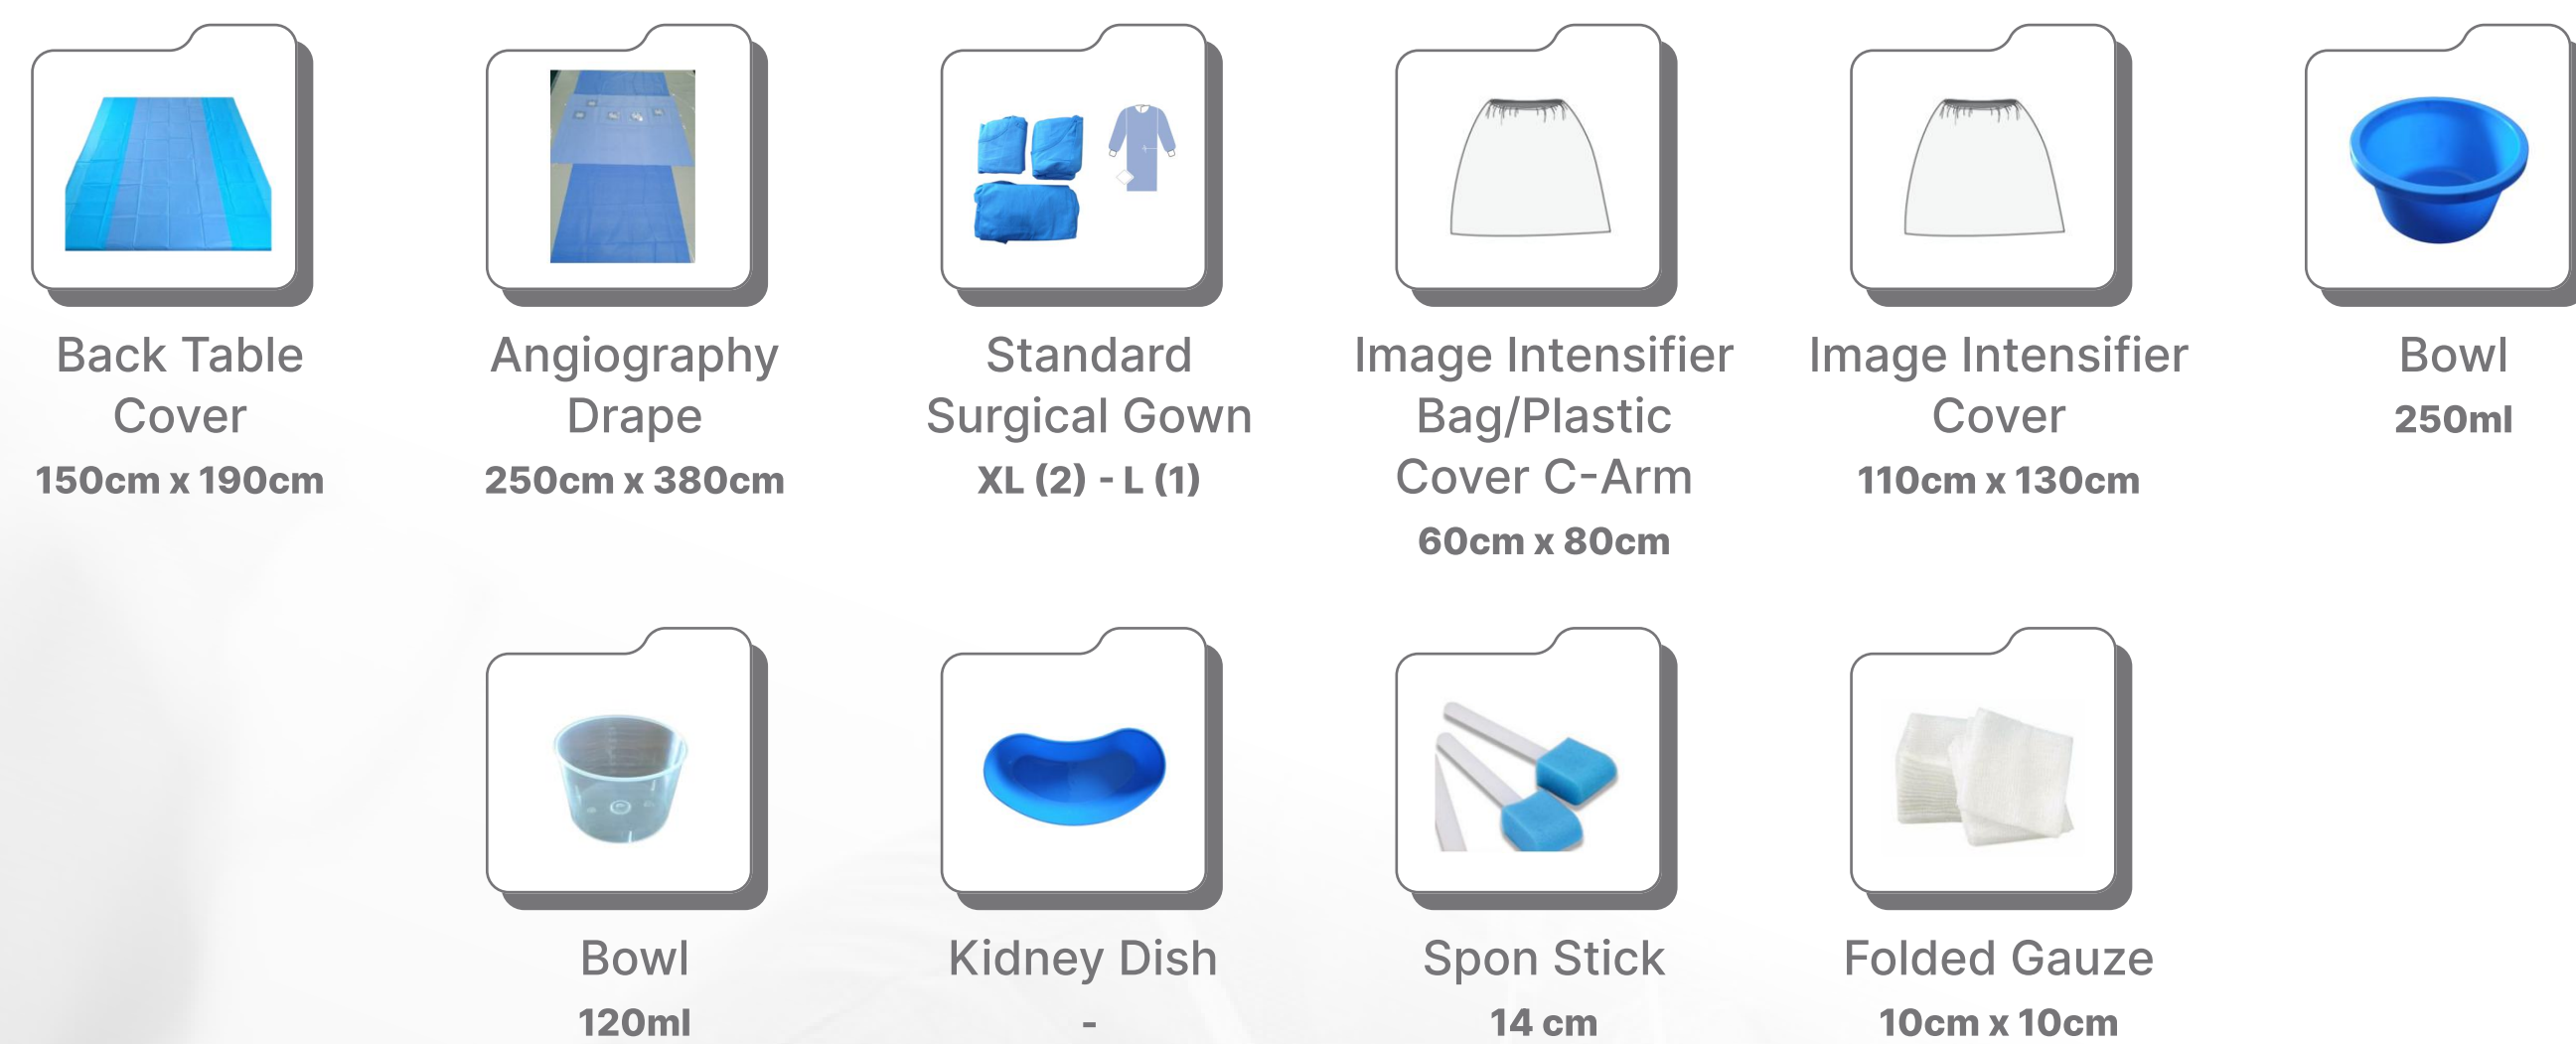 Back Table
Cover
150cm x 190cm
Angiography
Drape
250cm x 380cm
Standard
Surgical Gown
XL (2) - L (1)
Image Intensifier
Bag/Plastic
Cover C-Arm
60cm x 80cm
Image Intensifier
Cover
110cm x 130cm
Bowl
250ml
Bowl
120ml
Kidney Dish
-
Spon Stick
14 cm
Folded Gauze
10cm x 10cm